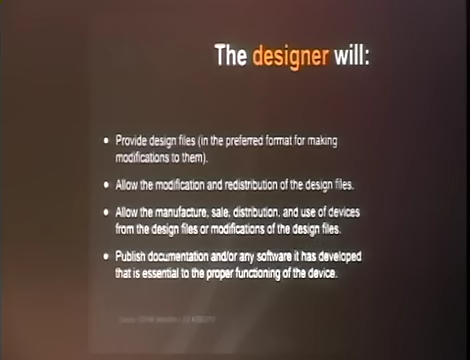 The designer will:
• Provide design files (in the preferred format for making
modifications to them).
• Allow the modification and redistribution of the design files.
• Allow the manufacture, sale, distribution, and use of devices
from the design files or modifications of the design files.
• Publish documentation and/or any software it has developed
that is essential to the proper functioning of the device.